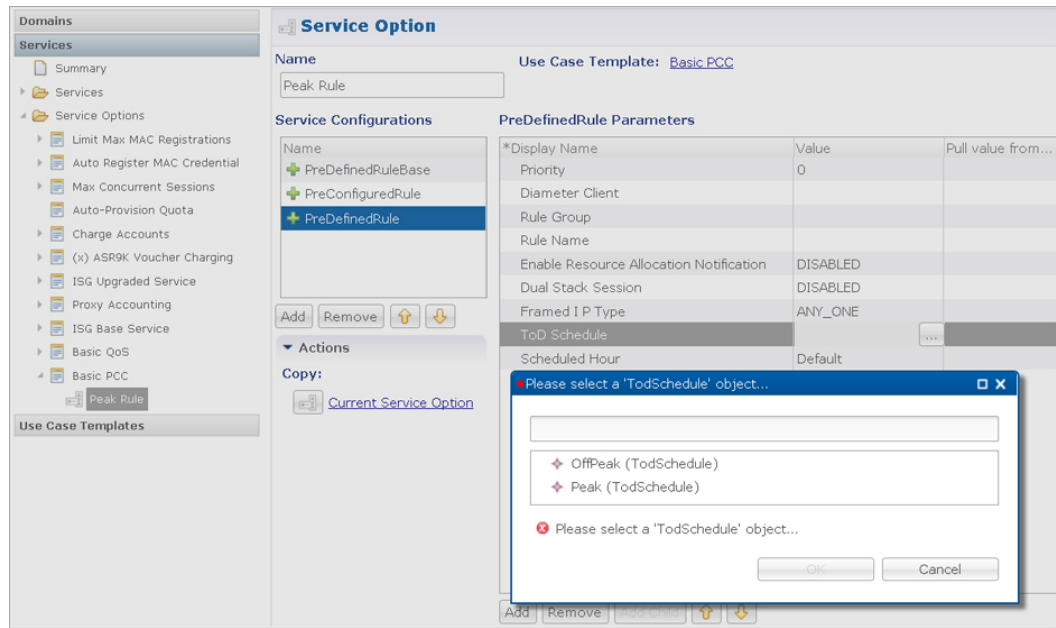 Domains
Services
Summary
Services
Service Options
Limit Max MAC Registrations
Auto Register MAC Credential
Max Concurrent Sessions
Auto-Provision Quota
Charge Accounts
(x) ASR9K Voucher Charging
ISG Upgraded Service
Proxy Accounting
ISG Base Service
Basic QoS
Basic PCC
Peak Rule
Use Case Templates
Service Option
Name
Use Case Template: Basic PCC
Peak Rule
Service Configurations
Name
PreDefinedRuleBase
PreConfiguredRule
PreDefinedRule
Add Remove
Actions
Copy:
Current Service Option
PreDefinedRule Parameters
*Display Name Value Pull value from...
Priority 0
Diameter Client
Rule Group
Rule Name
Enable Resource Allocation Notification DISABLED
Dual Stack Session DISABLED
Framed I P Type ANY_ONE
ToD Schedule ...
Scheduled Hour Default
Please select a 'TodSchedule' object...
OffPeak (TodSchedule)
Peak (TodSchedule)
Please select a 'TodSchedule' object...
OK Cancel
Add Remove Add Child